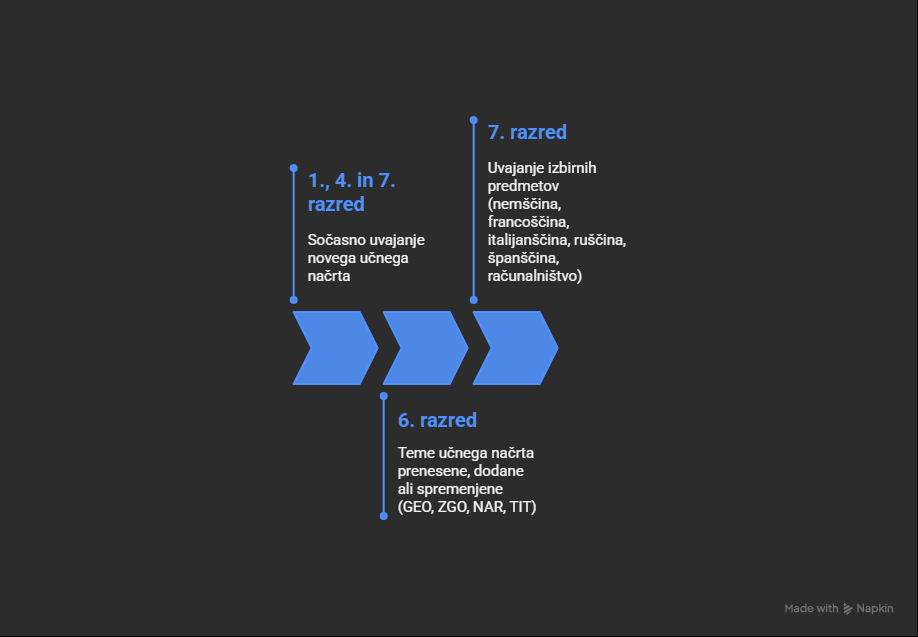 1., 4. in 7.
razred
Sočasno uvajanje
novega učnega
načrta
7. razred
Uvajanje izbirnih
predmetov
(nemščina,
francoščina,
italijanščina, ruščina,
španščina,
računalništvo)
6. razred
Teme učnega načrta
prenesene, dodane
ali spremenjene
(GEO, ZGO, NAR, TIT)
Made with Napkin